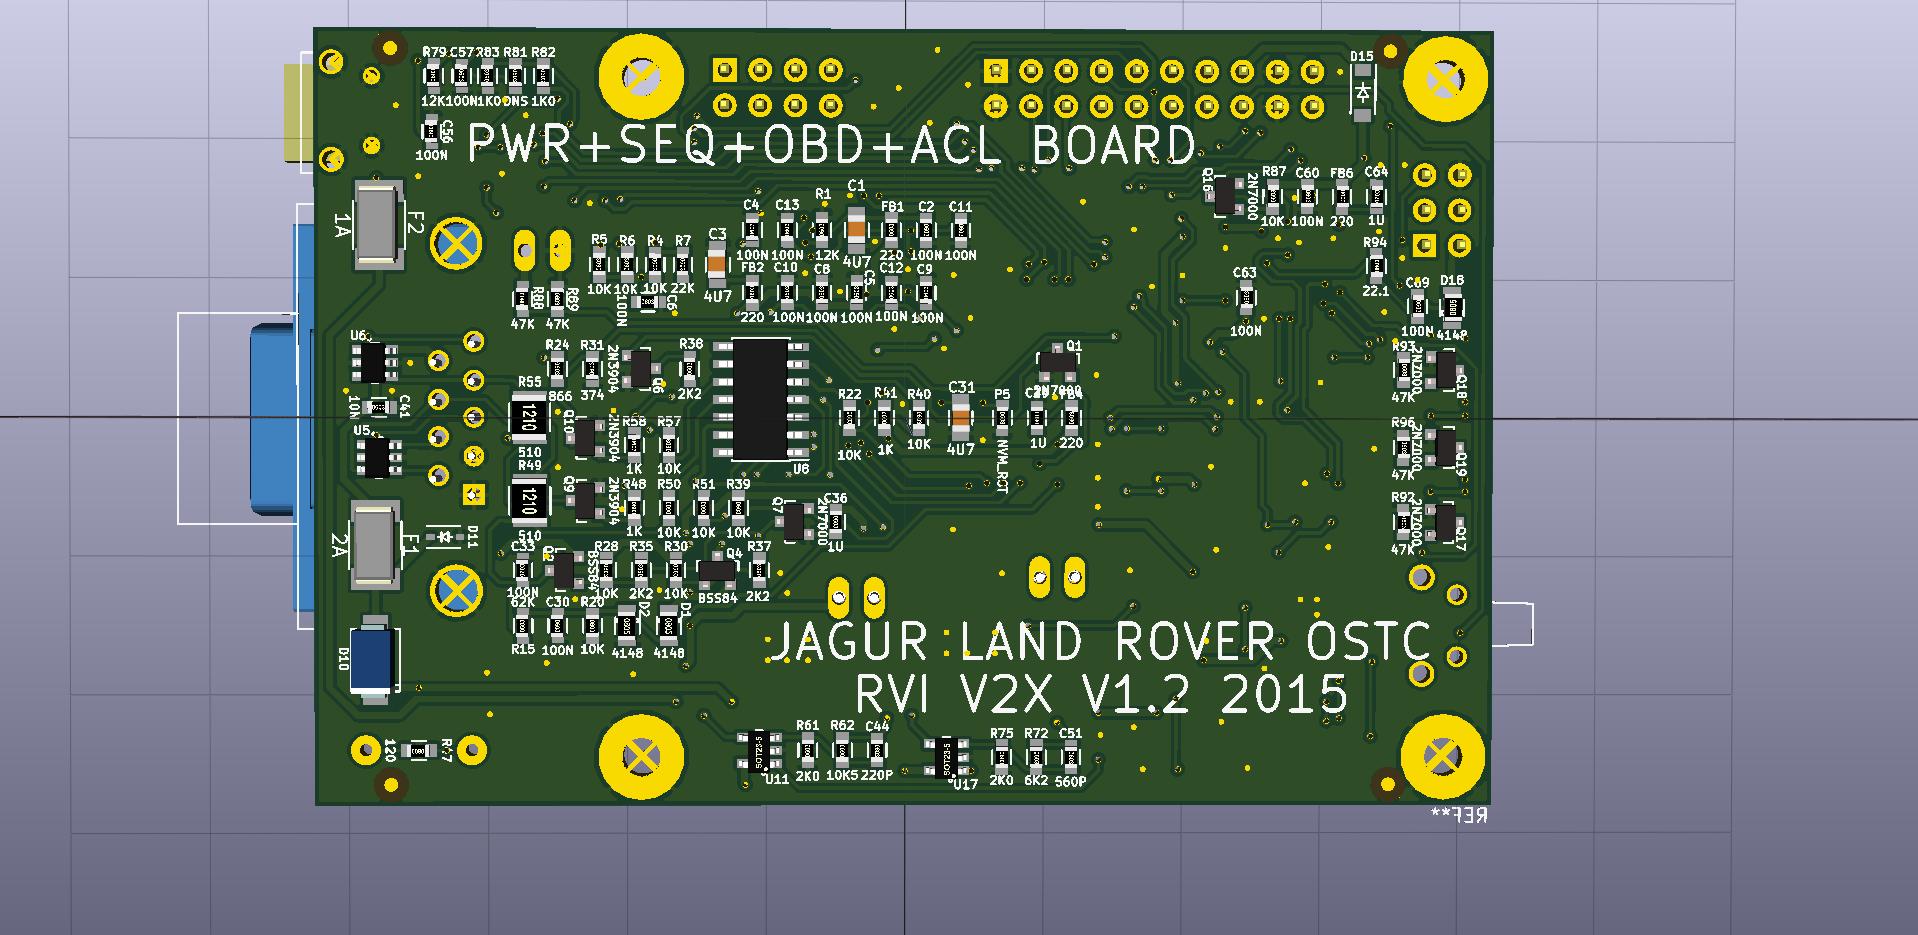 R79 C57 R83 R81 R82
12K 100N 1K0 DNS 1K0
C56
100N
D15
PWR+SEQ+OBD+ACL BOARD
F2
1A
Q16 2N7000 R87 C60 FB6 C64
10K 100N 220 1U
C4 C13 R1 C1 FB1 C2 C11
100N 100N 12K 4U7 220 100N 100N
R5 R6 R4 R7 C3
10K 10K 10K 22K 4U7
FB2 C10 C8 C5 C12 C9
220 100N 100N 100N 100N 100N
R88 R89
47K 47K
100N C6
R94
22.1
C63
100N
C69 D18
100N 414P
U6
R24 R31 2N3904 Q6 R38
866 374 2K2
Q1
2N7000
R93 2N7000 Q18
47K
10N C41
U5
R55 Q10 2N3904 R58 R57
510 1K 10K
1210
U8
R22 R41 R40 C31 P5
10K 1K 10K 4U7 NVM_RST 1U 220
R96 2N7000 Q19
47K
R49 Q9 2N3904 R48 R50 R51 R39
510 1K 10K 10K 10K
1210
Q7 2N7000 C36
1U
R92 2N7000 Q17
47K
2A F1 D11
C33 Q2 BSS84 R28 R35 R30 Q4 R37
100N 10K 2K2 10K BSS84 2K2
62K C30 R20 D2 D1
R15 100N 10K 4148 4148
D10
JAGUR LAND ROVER OSTC
RVI V2X V1.2 2015
120
SOT23-5 U11 R61 R62 C44
2K0 10K5 220P
SOT23-5 U17 R75 R72 C51
2K0 6K2 560P
REF**